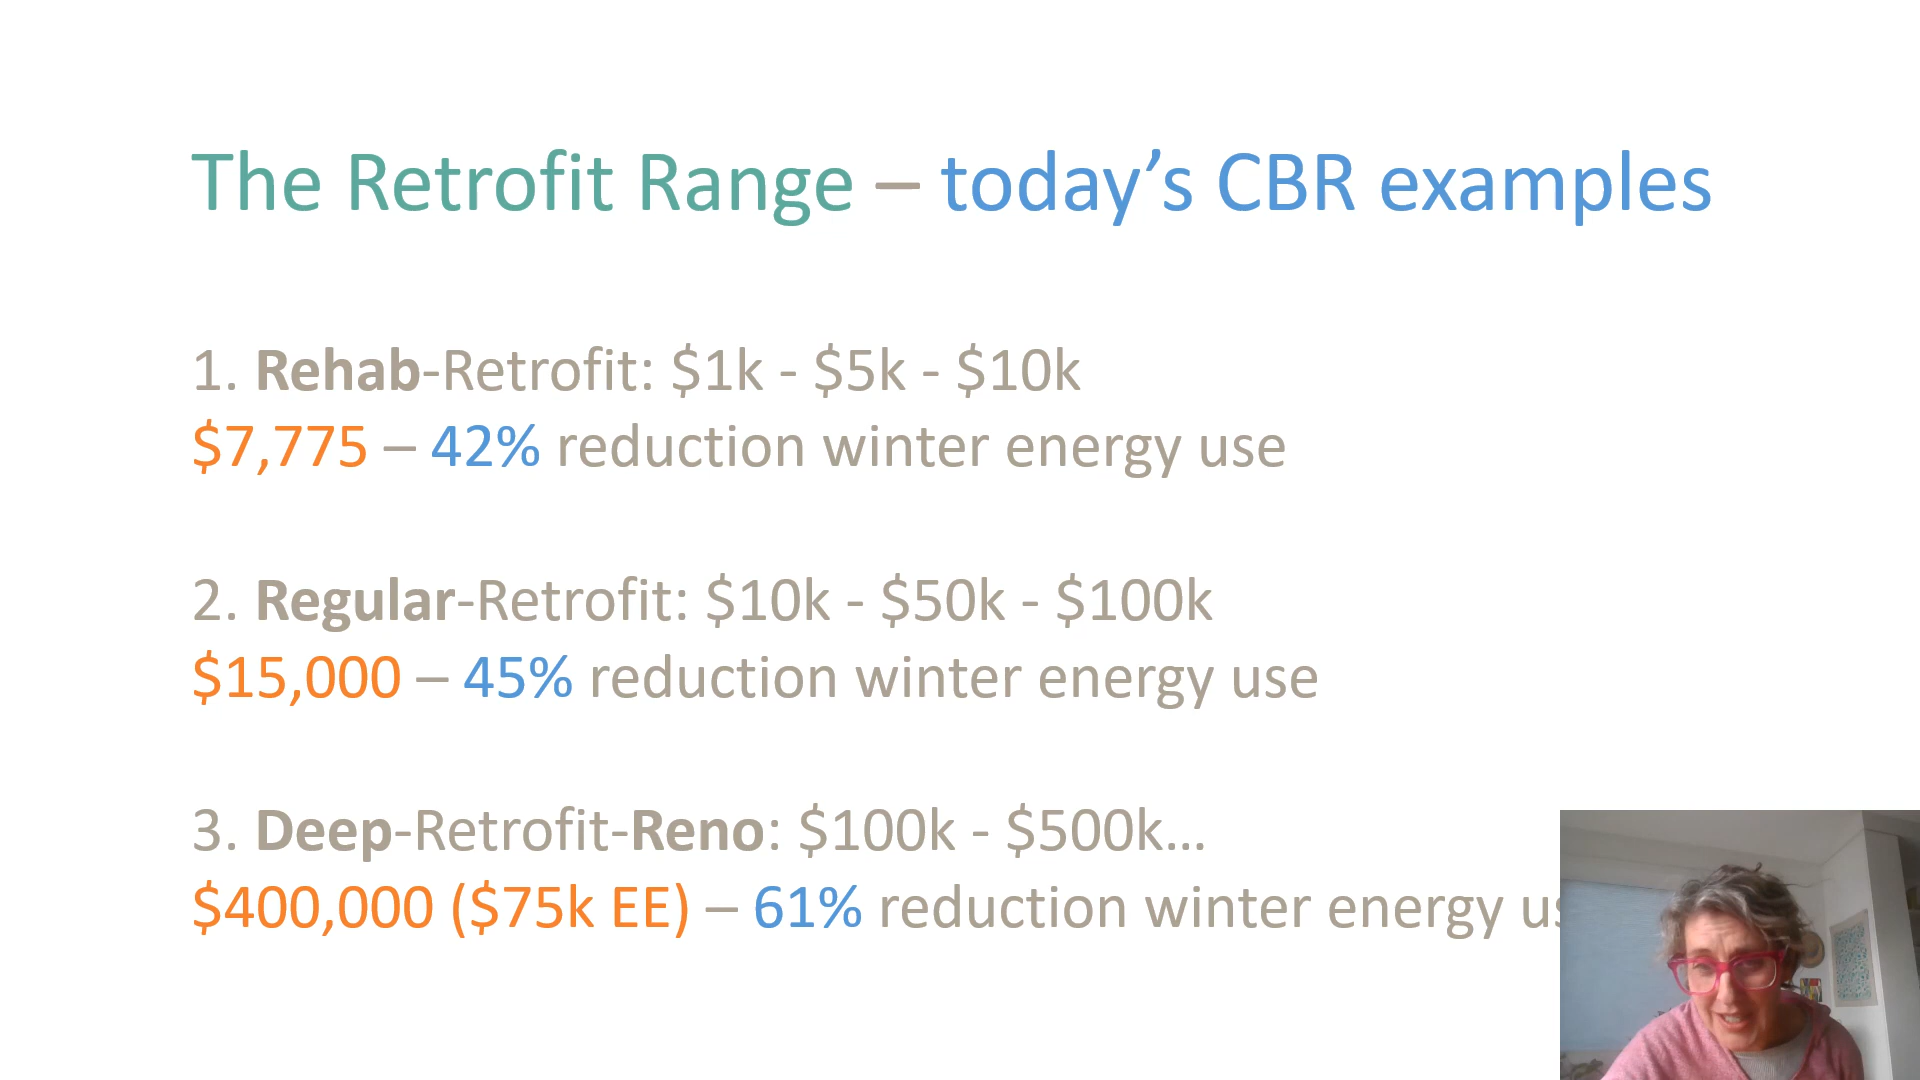 The Retrofit Range – today’s CBR examples
1. Rehab-Retrofit: $1k - $5k - $10k
$7,775 – 42% reduction winter energy use
2. Regular-Retrofit: $10k - $50k - $100k
$15,000 – 45% reduction winter energy use
3. Deep-Retrofit-Reno: $100k - $500k...
$400,000 ($75k EE) – 61% reduction winter energy